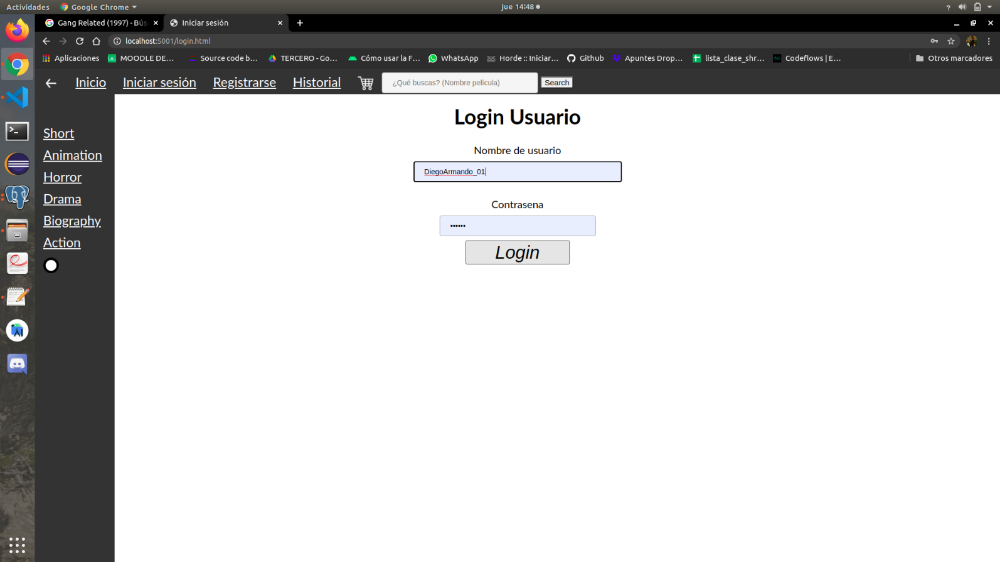 Actividades Google Chrome jue 14:48
Gang Related (1997) - Bús Iniciar sesión
localhost:5001/login.html
Aplicaciones MOODLE DE... Source code b... TERCERO - Go... Cómo usar la F... WhatsApp Horde :: Iniciar... Github Apuntes Drop... lista_clase_shr... Codeflows | E... Otros marcadores
Inicio Iniciar sesión Registrarse Historial ¿Qué buscas? (Nombre película) Search
Login Usuario
Short
Nombre de usuario
Animation
DiegoArmando_01
Horror
Drama
Contrasena
Biography
••••••
Action
Login